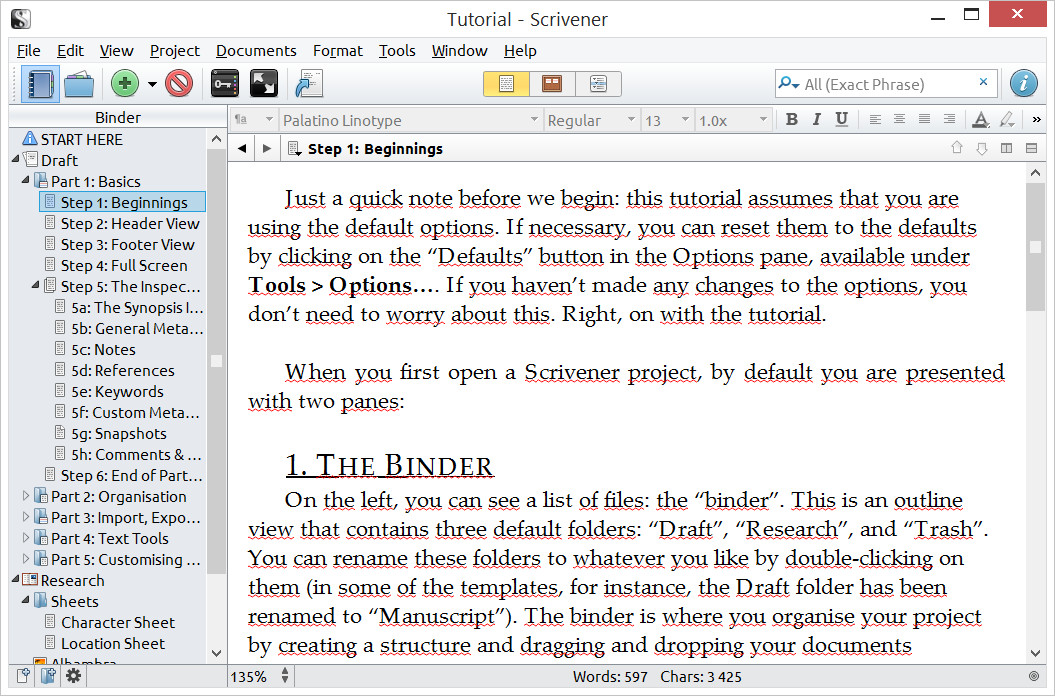 Tutorial - Scrivener
File Edit View Project Documents Format Tools Window Help
All (Exact Phrase)
Binder
Palatino Linotype Regular 13 1.0x B I U A »
START HERE
Draft
Part 1: Basics
Step 1: Beginnings
Step 2: Header View
Step 3: Footer View
Step 4: Full Screen
Step 5: The Inspec...
5a: The Synopsis I...
5b: General Meta...
5c: Notes
5d: References
5e: Keywords
5f: Custom Meta...
5g: Snapshots
5h: Comments & ...
Step 6: End of Part...
Part 2: Organisation
Part 3: Import, Expo...
Part 4: Text Tools
Part 5: Customising ...
Research
Sheets
Character Sheet
Location Sheet
Alhambra
Step 1: Beginnings
Just a quick note before we begin: this tutorial assumes that you are
using the default options. If necessary, you can reset them to the defaults
by clicking on the “Defaults” button in the Options pane, available under
Tools > Options…. If you haven’t made any changes to the options, you
don’t need to worry about this. Right, on with the tutorial.
When you first open a Scrivener project, by default you are presented
with two panes:
1. THE BINDER
On the left, you can see a list of files: the “binder”. This is an outline
view that contains three default folders: “Draft”, “Research”, and “Trash”.
You can rename these folders to whatever you like by double-clicking on
them (in some of the templates, for instance, the Draft folder has been
renamed to “Manuscript”). The binder is where you organise your project
by creating a structure and dragging and dropping your documents
135% Words: 597 Chars: 3 425